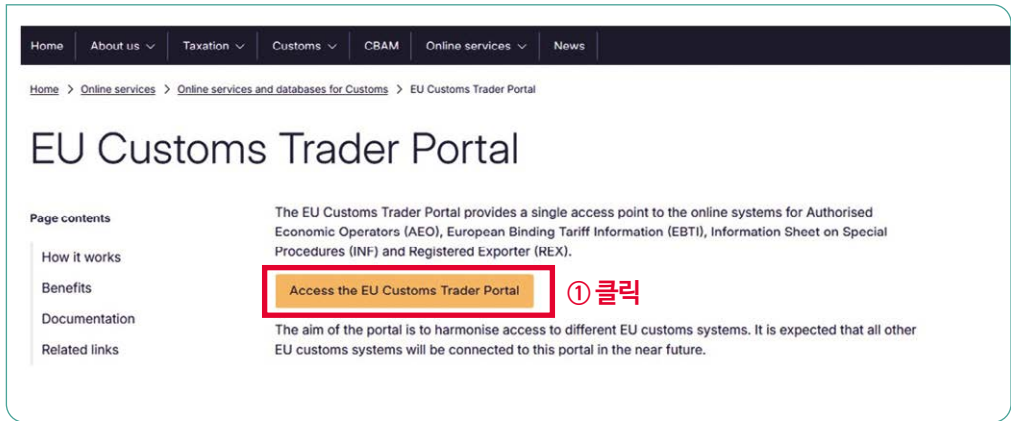 Home About us Taxation Customs CBAM Online services News
Home > Online services > Online services and databases for Customs > EU Customs Trader Portal
EU Customs Trader Portal
Page contents
How it works
Benefits
Documentation
Related links
The EU Customs Trader Portal provides a single access point to the online systems for Authorised
Economic Operators (AEO), European Binding Tariff Information (EBTI), Information Sheet on Special
Procedures (INF) and Registered Exporter (REX).
Access the EU Customs Trader Portal
① 클릭
The aim of the portal is to harmonise access to different EU customs systems. It is expected that all other
EU customs systems will be connected to this portal in the near future.